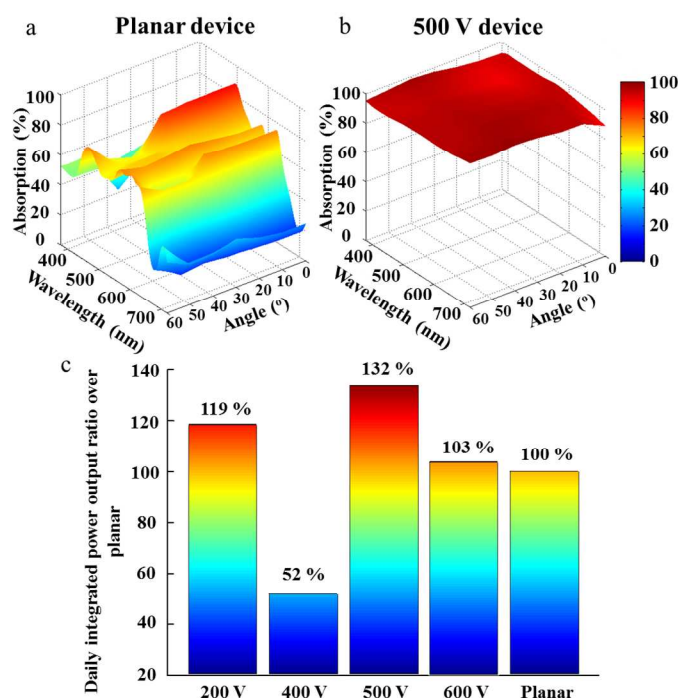 a
Planar device
b
500 V device
Absorption (%)
100
80
60
40
20
0
400
500
600
700
Wavelength (nm)
60
50
40
30
20
10
0
Angle (º)
Absorption (%)
100
80
60
40
20
0
400
500
600
700
Wavelength (nm)
60
50
40
30
20
10
0
Angle (º)
100
80
60
40
20
0
c
Daily integrated power output ratio over
planar
140
120
100
80
60
40
20
119 %
52 %
132 %
103 %
100 %
200 V
400 V
500 V
600 V
Planar